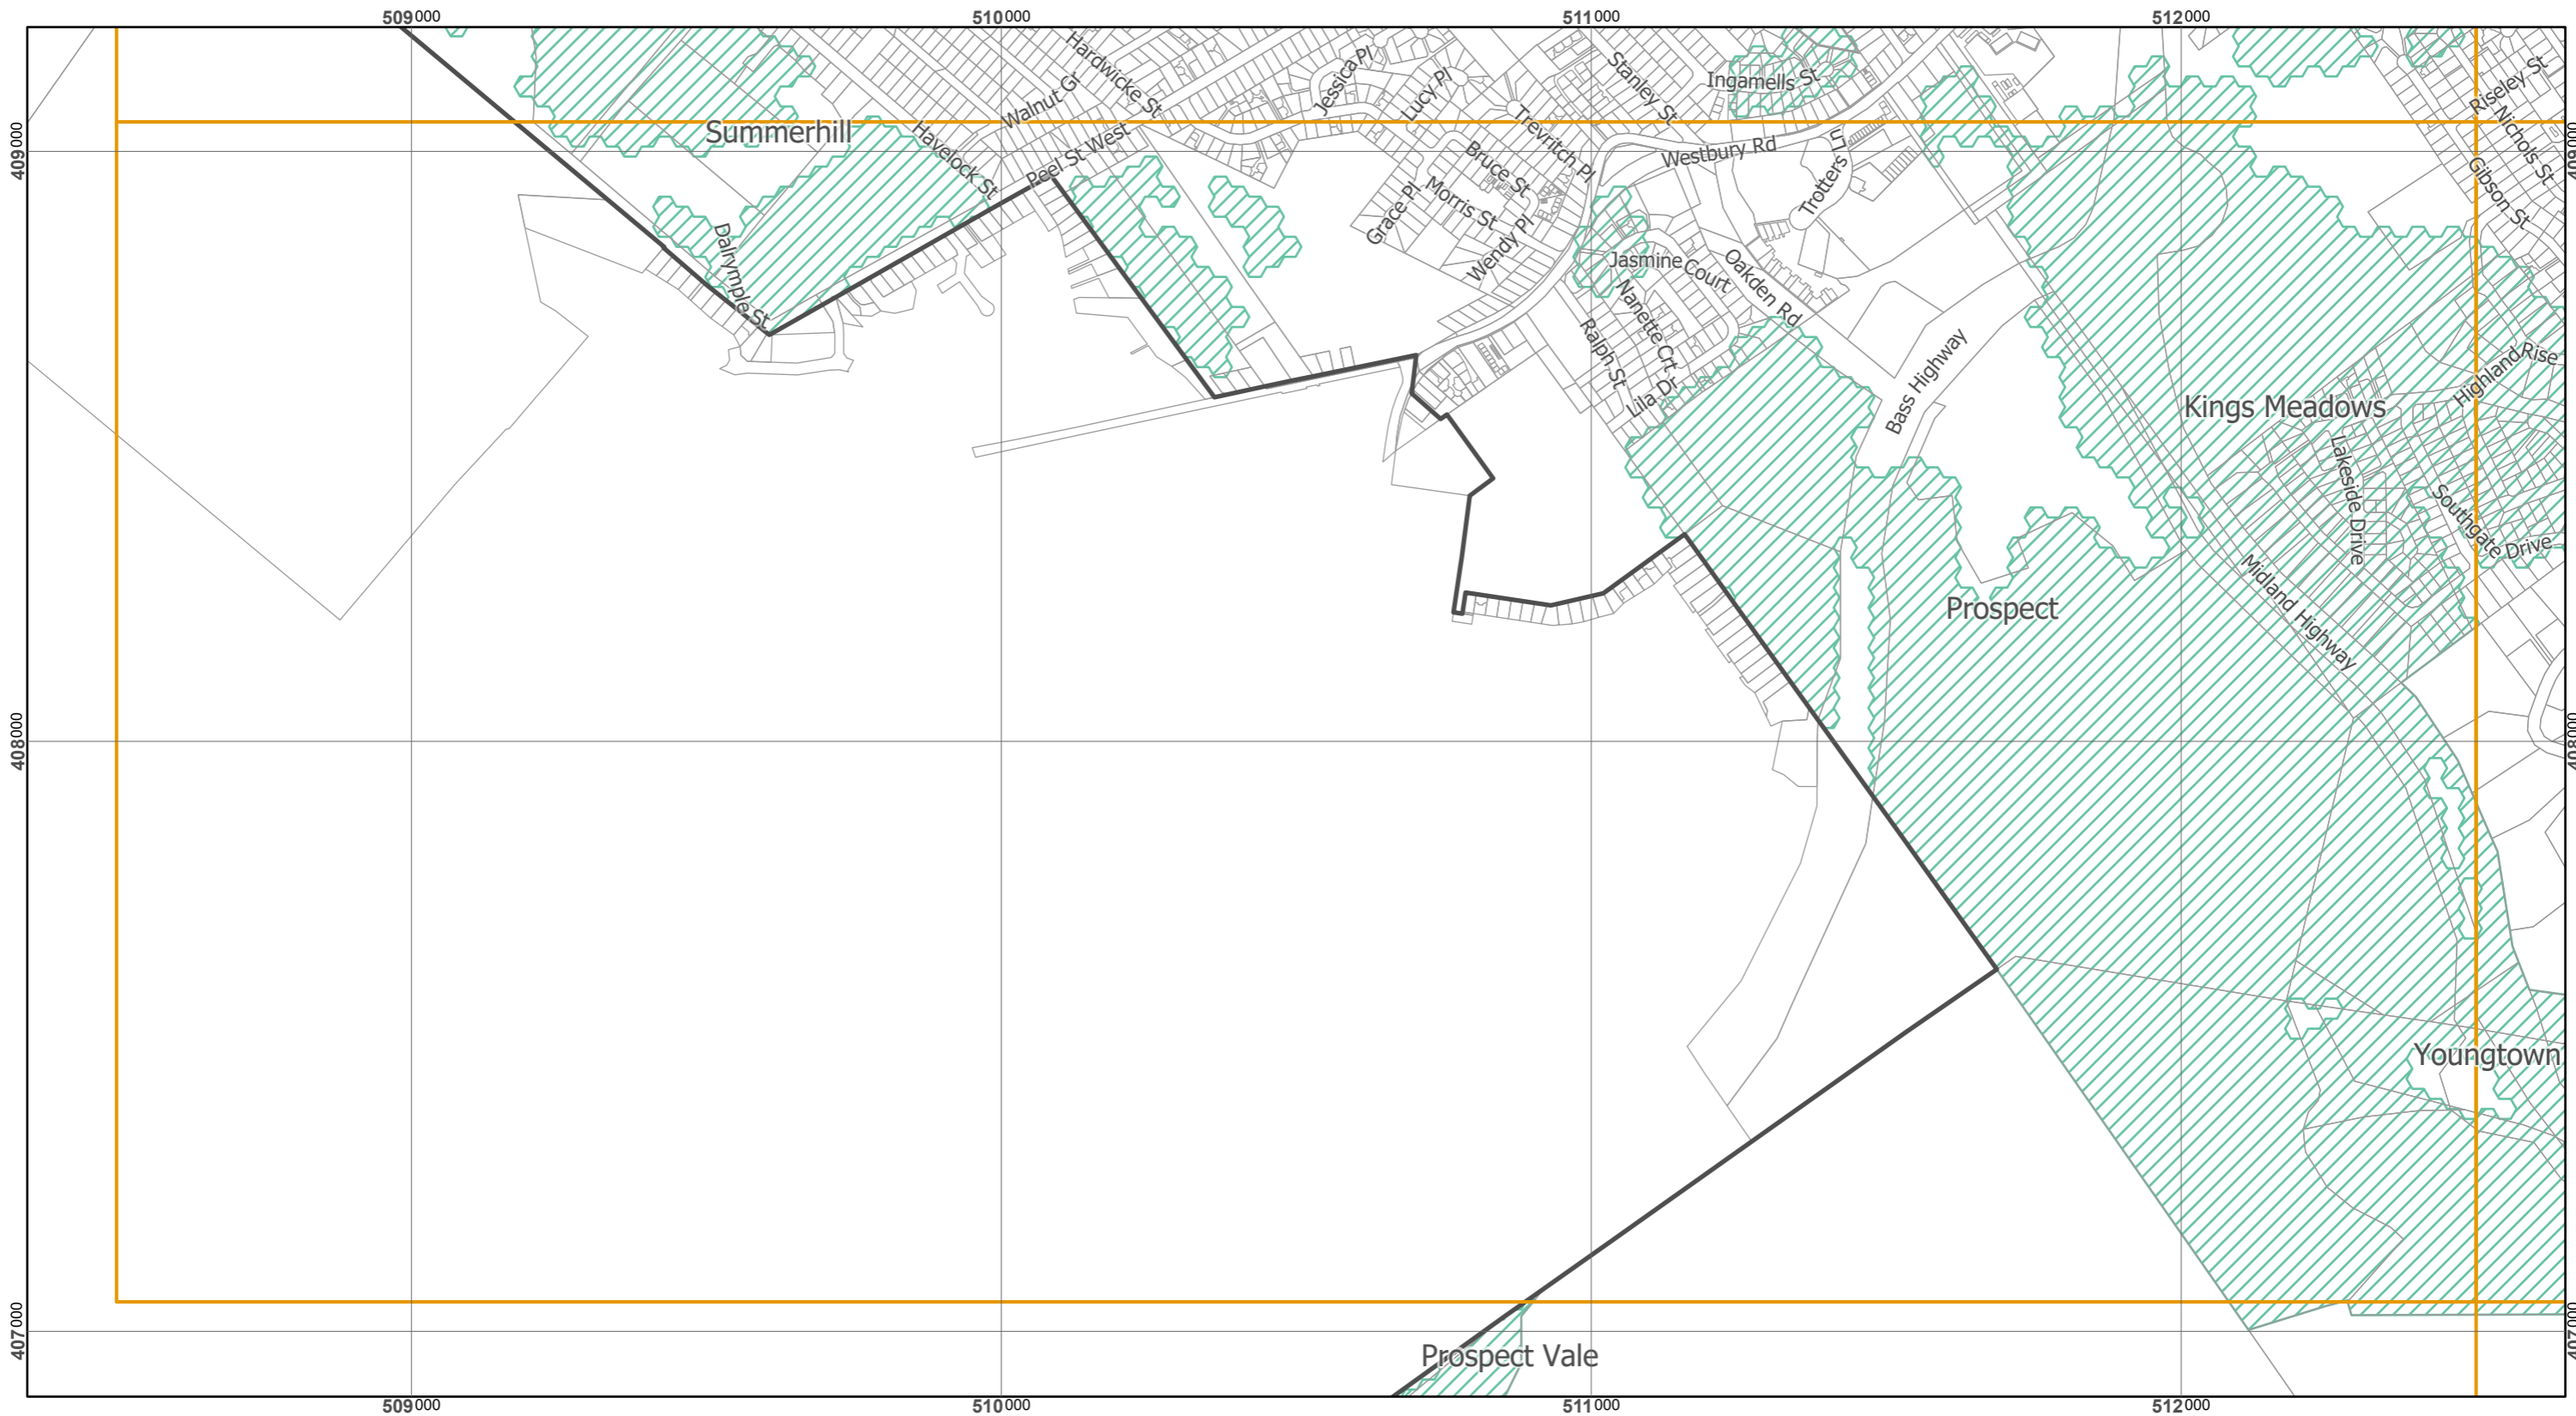 509000 510000 511000 512000
Hardwicke St
Walnut Gr
Jessica Pl
Lucy Pl
Stanley St
Ingamells St
Riseley St
Nichols St
Gibson St
409000
Summerhill
Havelock St
Peel St West
Trevritch Pl
Bruce St
Morris St
Grace Pl
Wendy Pl
Westbury Rd
Trotters Ln
409000
Dalrymple St
Jasmine Court
Oakden Rd
Nanette Crt
Ralph St
Lila Dr
Bass Highway
Highland Rise
Kings Meadows
Lakeside Drive
Southgate Drive
Midland Highway
Prospect
408000
408000
Youngtown
407000
407000
Prospect Vale
509000 510000 511000 512000